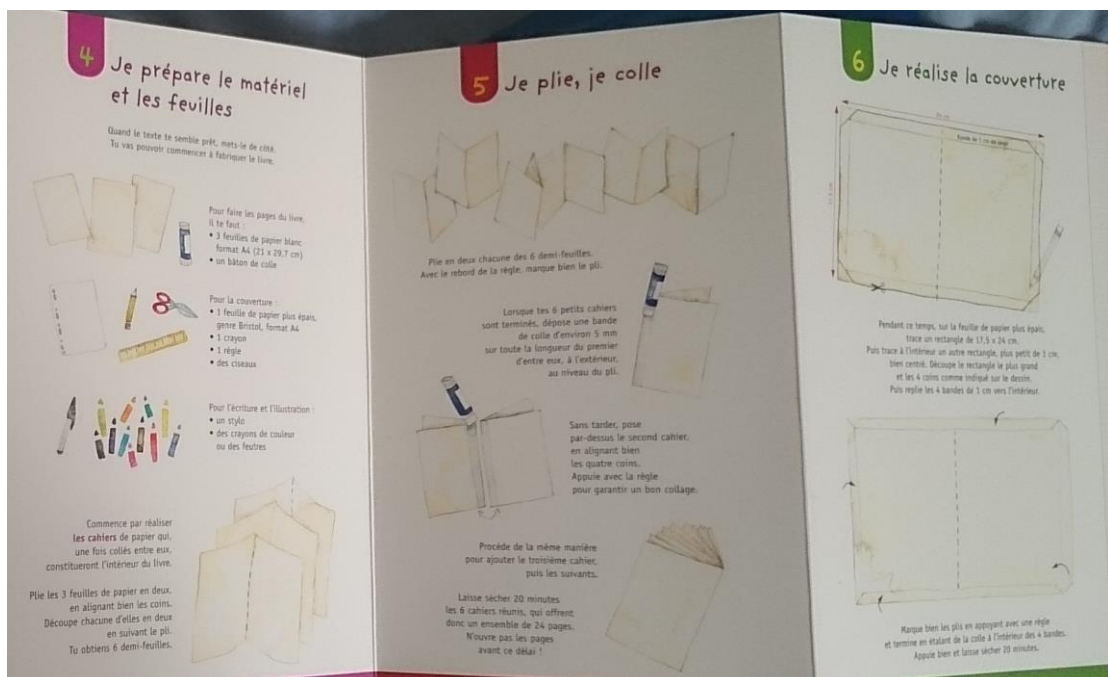 4
Je prépare le matériel
et les feuilles
Quand le texte te semble prêt, mets-le de côté.
Tu vas pouvoir commencer à fabriquer le livre.
Pour faire les pages du livre,
il te faut :
• 3 feuilles de papier blanc
format A4 (21 x 29,7 cm)
• un bâton de colle
Pour la couverture :
• 1 feuille de papier plus épais,
genre Bristol, format A4
• 1 crayon
• 1 règle
• des ciseaux
Pour l'écriture et l'illustration :
• un stylo
• des crayons de couleur
ou des feutres
Commence par réaliser
les cahiers de papier qui,
une fois collés entre eux,
constitueront l'intérieur du livre.
Plie les 3 feuilles de papier en deux,
en alignant bien les coins.
Découpe chacune d'elles en deux
en suivant le pli.
Tu obtiens 6 demi-feuilles.
5
Je plie, je colle
Plie en deux chacune des 6 demi-feuilles.
Avec le rebord de la règle, marque bien le pli.
Lorsque tes 6 petits cahiers
sont terminés, dépose une bande
de colle d'environ 5 mm
sur toute la longueur du premier
d'entre eux, à l'extérieur,
au niveau du pli.
Sans tarder, pose
par-dessus le second cahier,
en alignant bien
les quatre coins.
Appuie avec la règle
pour garantir un bon collage.
Procède de la même manière
pour ajouter le troisième cahier,
puis les suivants.
Laisse sécher 20 minutes
les 6 cahiers réunis, qui offrent
donc un ensemble de 24 pages.
N'ouvre pas les pages
avant ce délai !
6
Je réalise la couverture
Bande de 1 cm de large
Pendant ce temps, sur la feuille de papier plus épais,
trace un rectangle de 17,5 x 24 cm.
Puis trace à l'intérieur un autre rectangle, plus petit de 1 cm,
bien centré. Découpe le rectangle le plus grand
et les 4 coins comme indiqué sur le dessin.
Puis replie les 4 bandes de 1 cm vers l'intérieur.
Marque bien les plis en appuyant avec une règle
et termine en étalant de la colle à l'intérieur des 4 bandes.
Appuie bien et laisse sécher 20 minutes.